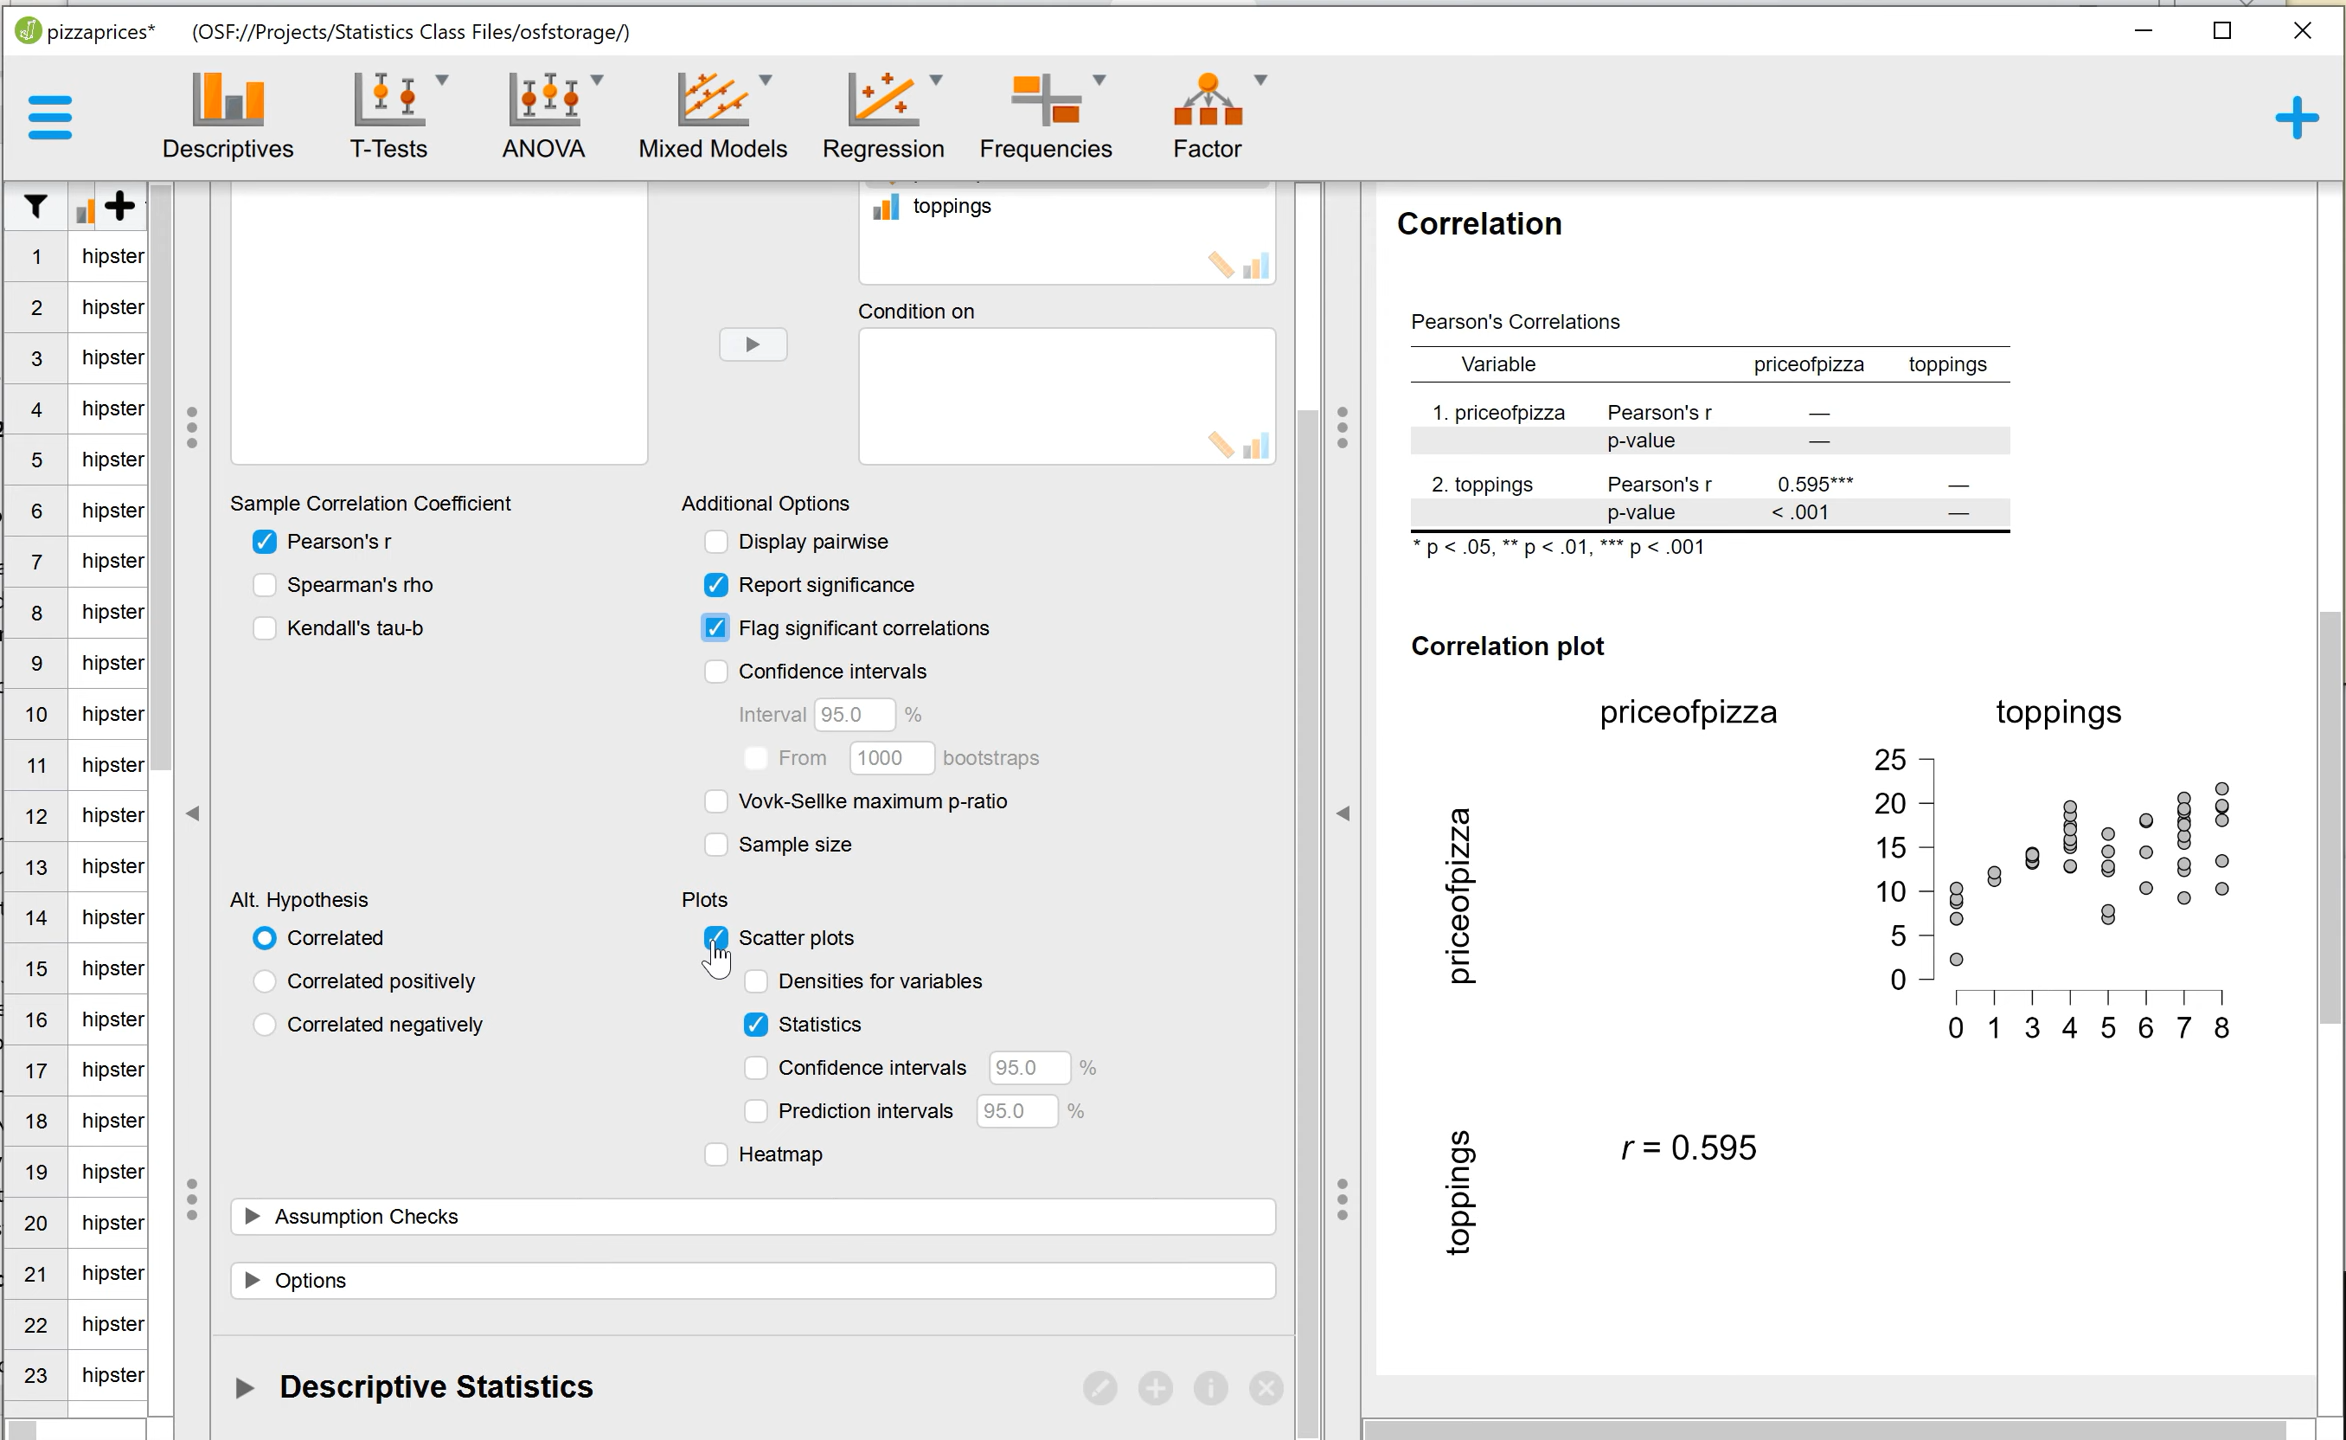 pizzaprices* (OSF://Projects/Statistics Class Files/osfstorage/)
Descriptives T-Tests ANOVA Mixed Models Regression Frequencies Factor
1 hipster
2 hipster
3 hipster
4 hipster
5 hipster
6 hipster
7 hipster
8 hipster
9 hipster
10 hipster
11 hipster
12 hipster
13 hipster
14 hipster
15 hipster
16 hipster
17 hipster
18 hipster
19 hipster
20 hipster
21 hipster
22 hipster
23 hipster
toppings
Condition on
Sample Correlation Coefficient
Pearson's r
Spearman's rho
Kendall's tau-b
Additional Options
Display pairwise
Report significance
Flag significant correlations
Confidence intervals
Interval 95.0 %
From 1000 bootstraps
Vovk-Sellke maximum p-ratio
Sample size
Alt. Hypothesis
Correlated
Correlated positively
Correlated negatively
Plots
Scatter plots
Densities for variables
Statistics
Confidence intervals 95.0 %
Prediction intervals 95.0 %
Heatmap
Assumption Checks
Options
Descriptive Statistics
Correlation
Pearson's Correlations
Variable priceofpizza toppings
1. priceofpizza Pearson's r —
p-value —
2. toppings Pearson's r 0.595*** —
p-value < .001 —
* p < .05, ** p < .01, *** p < .001
Correlation plot
priceofpizza toppings
priceofpizza
25
20
15
10
5
0
0 1 3 4 5 6 7 8
toppings
r = 0.595